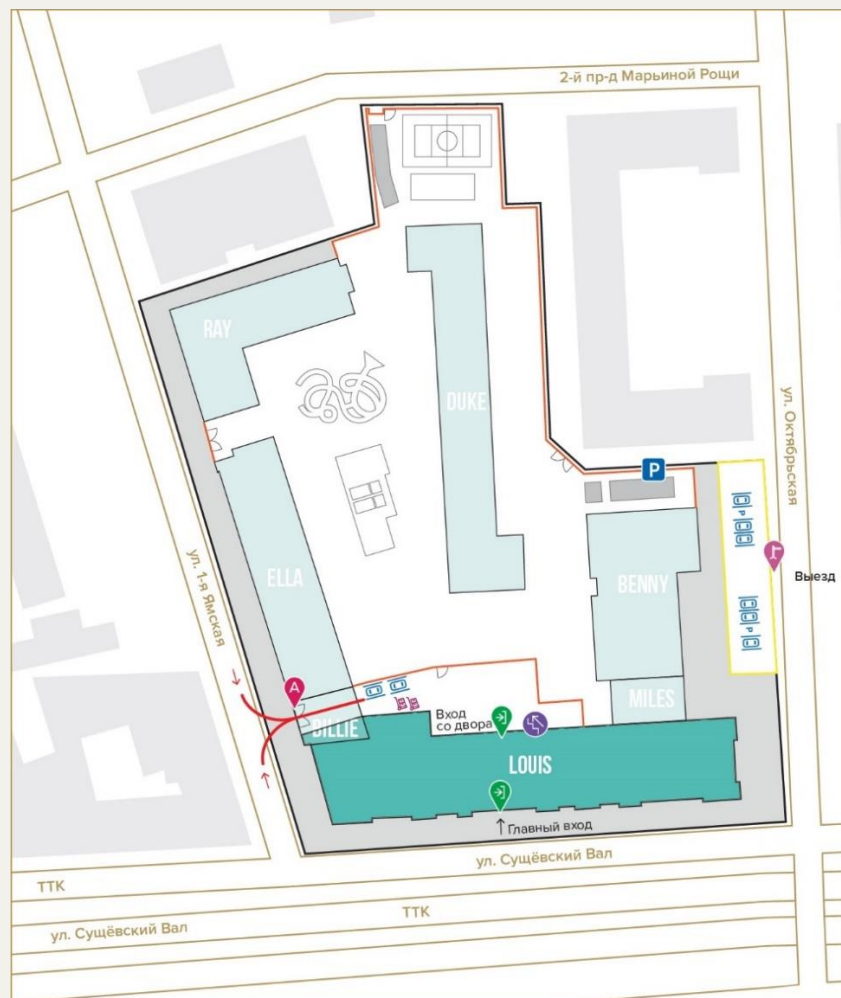 2-й пр-д Марьиной Рощи
RAY
DUKE
ул. Октябрьская
P
P
Выезд
ELLA
BENNY
P
ул. 1-я Ямская
A
MILES
Вход
со двора
BILLIE
LOUIS
Главный вход
ул. Сущёвский Вал
ТТК
ТТК
ул. Сущёвский Вал